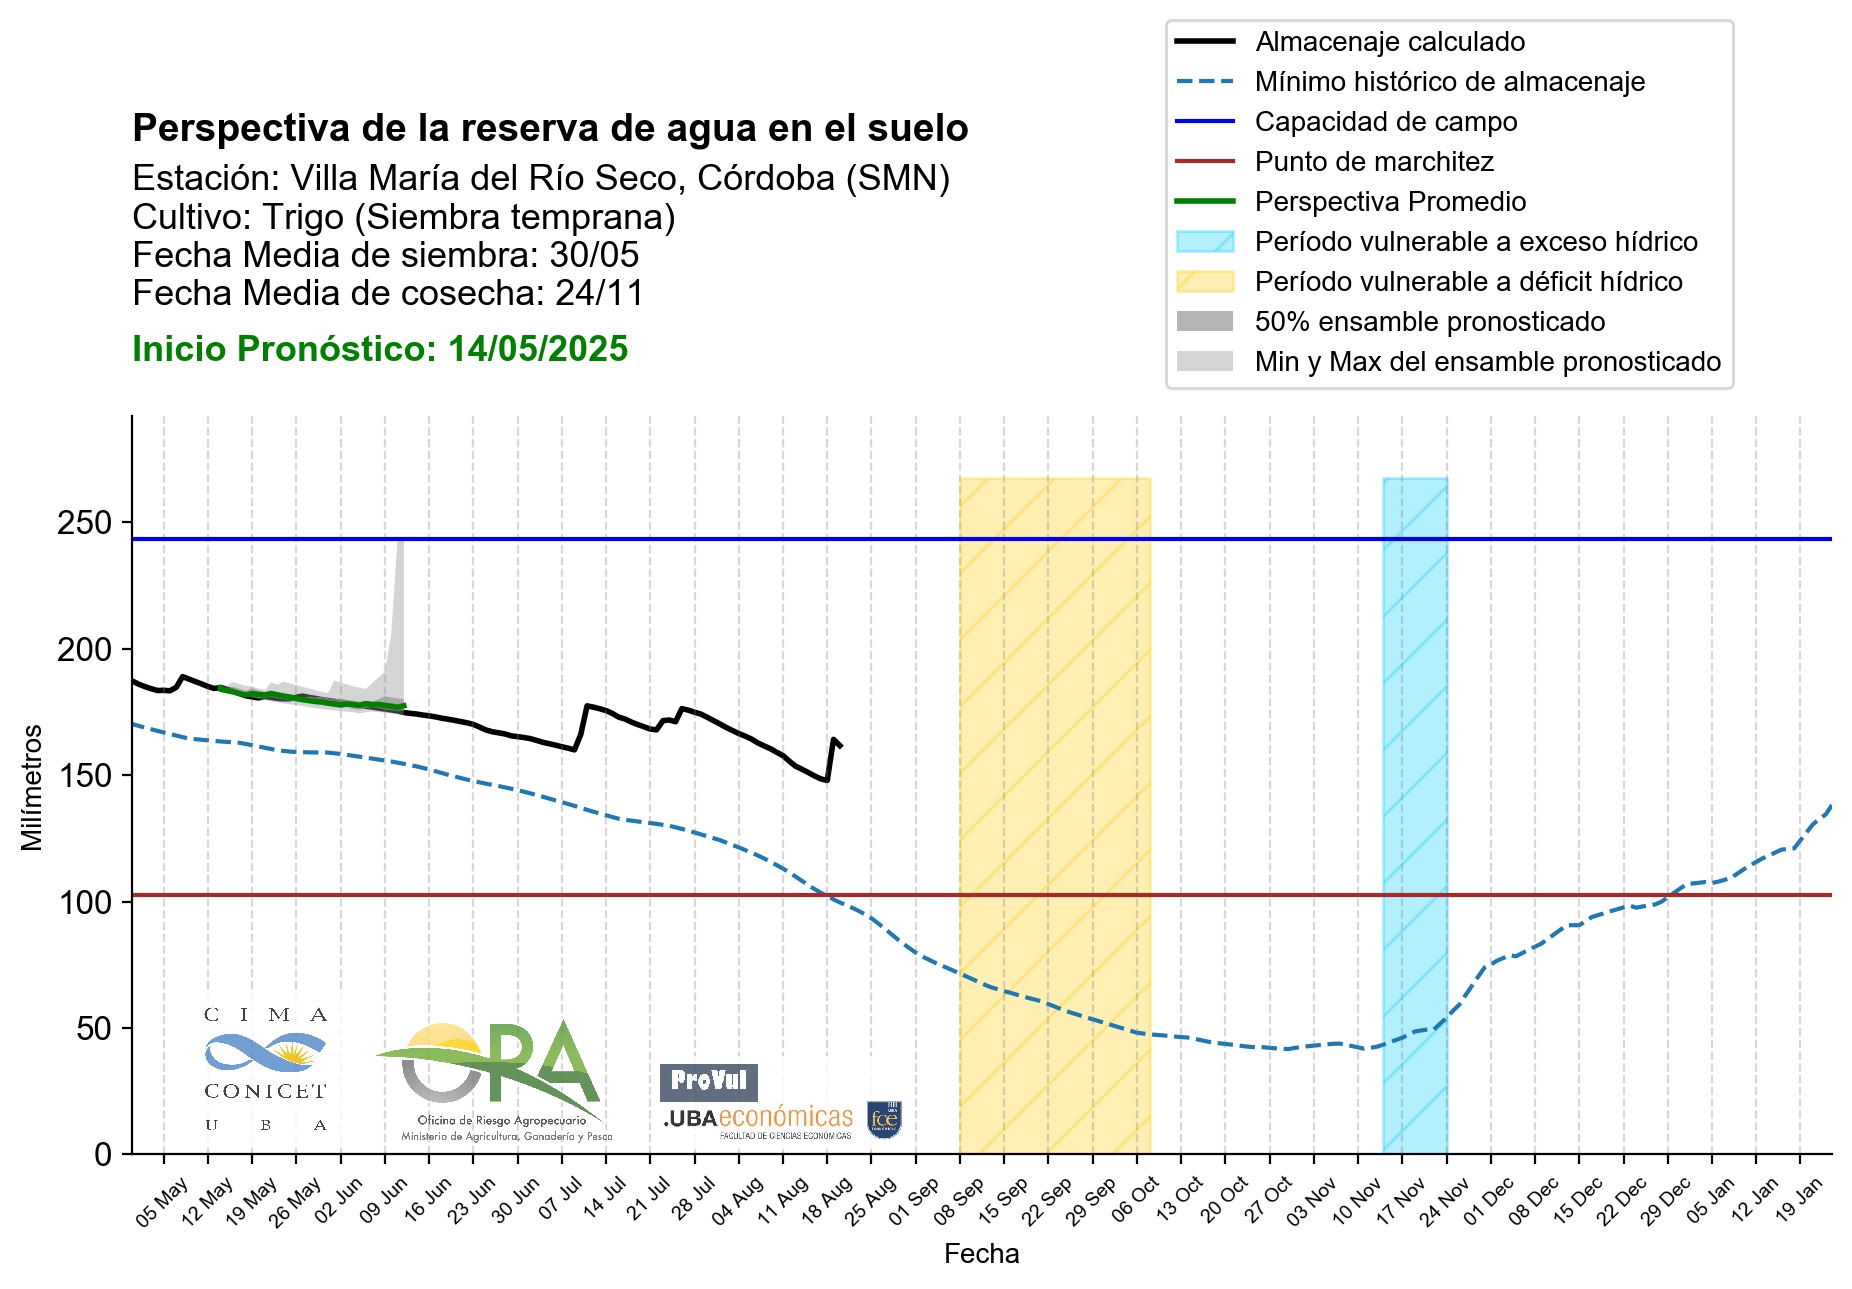 Almacenaje calculado
Mínimo histórico de almacenaje
Capacidad de campo
Punto de marchitez
Perspectiva Promedio
Período vulnerable a exceso hídrico
Período vulnerable a déficit hídrico
50% ensamble pronosticado
Min y Max del ensamble pronosticado
Perspectiva de la reserva de agua en el suelo
Estación: Villa María del Río Seco, Córdoba (SMN)
Cultivo: Trigo (Siembra temprana)
Fecha Media de siembra: 30/05
Fecha Media de cosecha: 24/11
Inicio Pronóstico: 14/05/2025
Milímetros
250
200
150
100
50
0
C I M A
CONICET
U B A
ORA
Oficina de Riesgo Agropecuario
Ministerio de Agricultura, Ganadería y Pesca
ProVul
.UBAeconómicas
FACULTAD DE CIENCIAS ECONÓMICAS
fce
05 May 12 May 19 May 26 May 02 Jun 09 Jun 16 Jun 23 Jun 30 Jun 07 Jul 14 Jul 21 Jul 28 Jul 04 Aug 11 Aug 18 Aug 25 Aug 01 Sep 08 Sep 15 Sep 22 Sep 29 Sep 06 Oct 13 Oct 20 Oct 27 Oct 03 Nov 10 Nov 17 Nov 24 Nov 01 Dec 08 Dec 15 Dec 22 Dec 29 Dec 05 Jan 12 Jan 19 Jan
Fecha